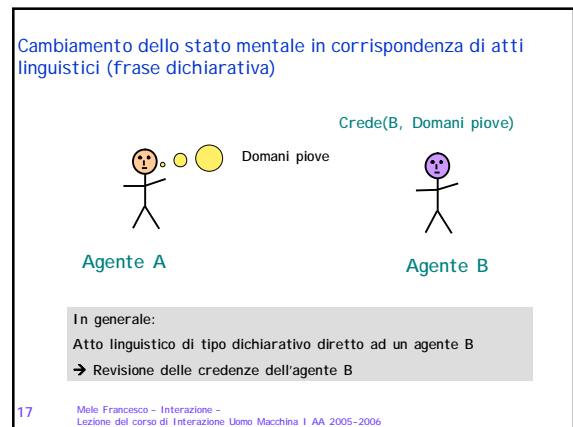 Cambiamento dello stato mentale in corrispondenza di atti
linguistici (frase dichiarativa)
Crede(B, Domani piove)
Domani piove
Agente A
Agente B
In generale:
Atto linguistico di tipo dichiarativo diretto ad un agente B
➔ Revisione delle credenze dell'agente B
17
Mele Francesco - Interazione -
Lezione del corso di Interazione Uomo Macchina I AA 2005-2006